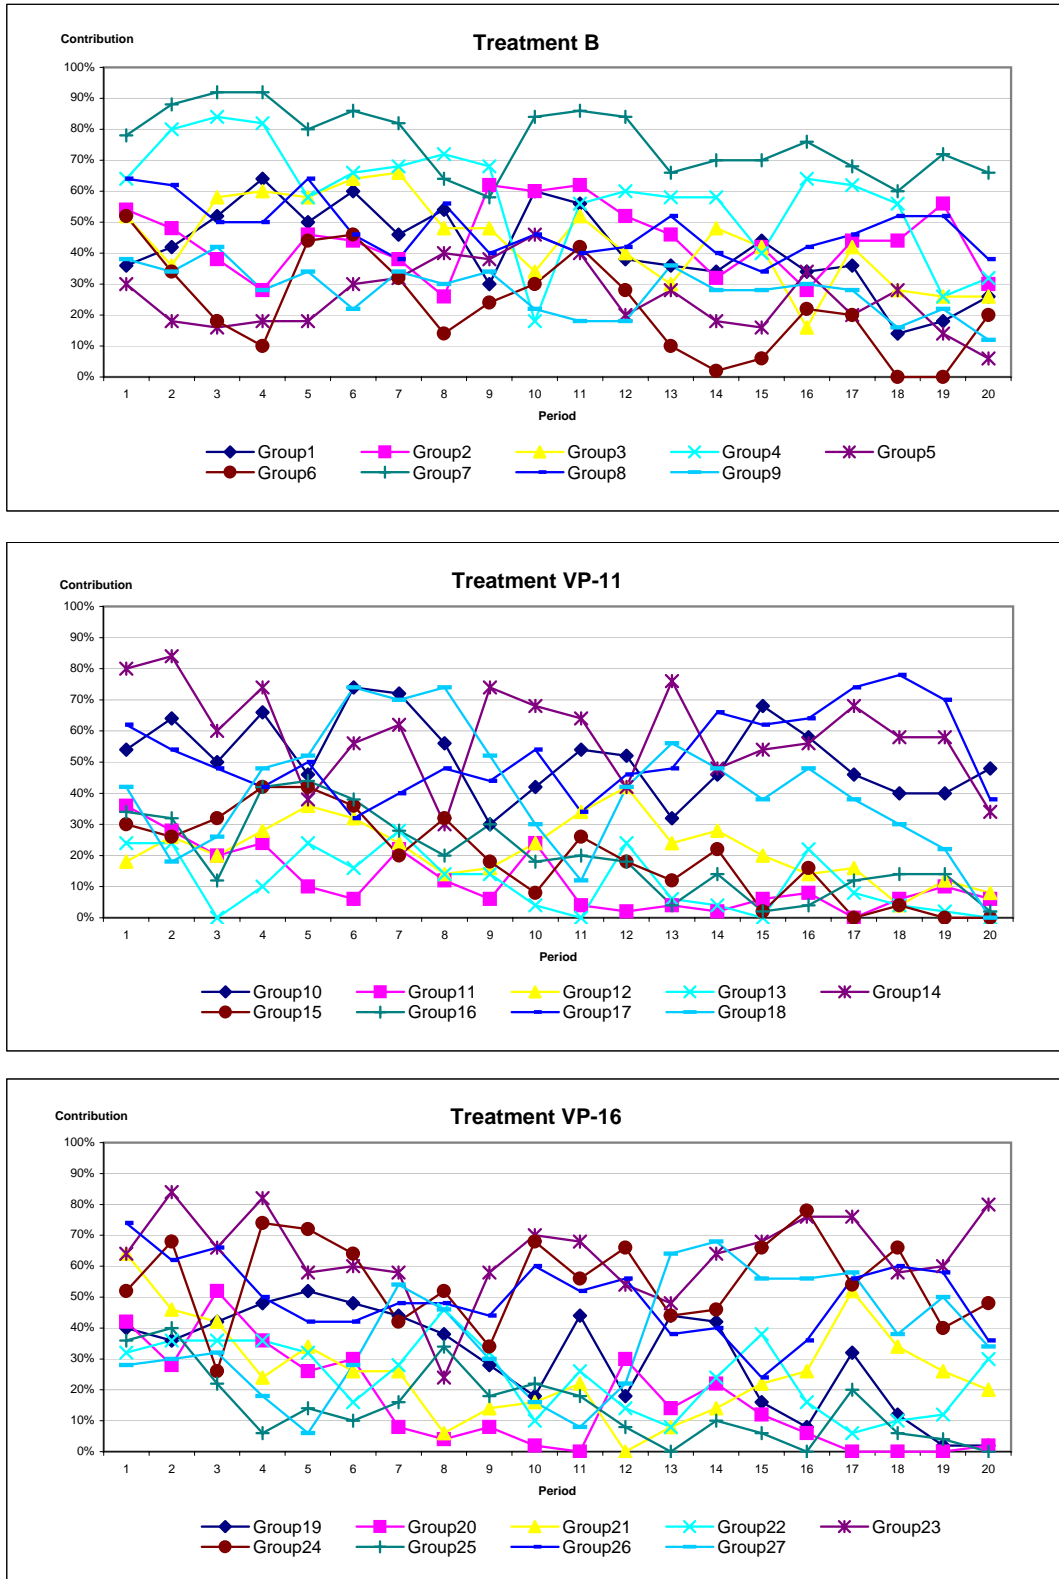 Contribution
Treatment B
100%
90%
80%
70%
60%
50%
40%
30%
20%
10%
0%
1 2 3 4 5 6 7 8 9 10 11 12 13 14 15 16 17 18 19 20
Period
Group1 Group2 Group3 Group4 Group5
Group6 Group7 Group8 Group9
Contribution
Treatment VP-11
100%
90%
80%
70%
60%
50%
40%
30%
20%
10%
0%
1 2 3 4 5 6 7 8 9 10 11 12 13 14 15 16 17 18 19 20
Period
Group10 Group11 Group12 Group13 Group14
Group15 Group16 Group17 Group18
Contribution
Treatment VP-16
100%
90%
80%
70%
60%
50%
40%
30%
20%
10%
0%
1 2 3 4 5 6 7 8 9 10 11 12 13 14 15 16 17 18 19 20
Period
Group19 Group20 Group21 Group22 Group23
Group24 Group25 Group26 Group27